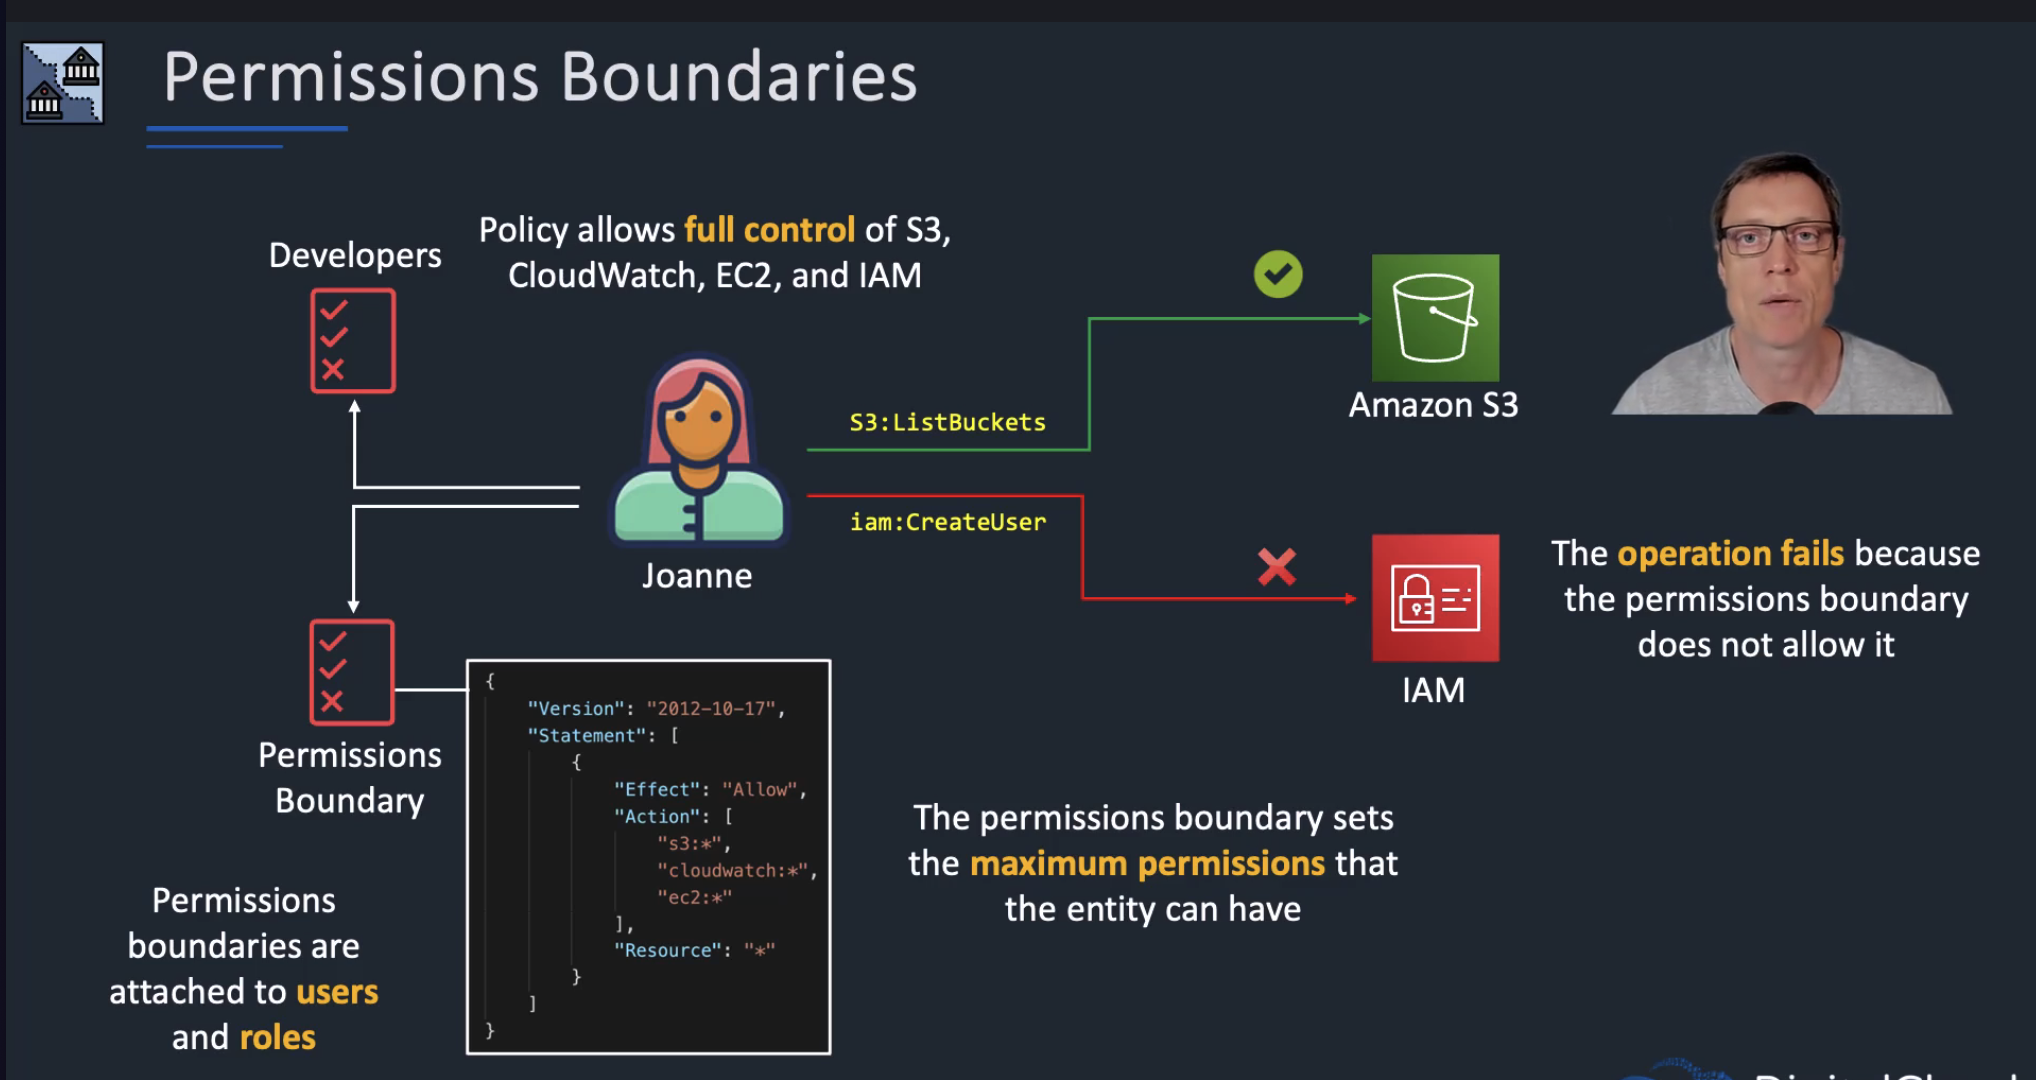 Permissions Boundaries
Developers
Policy allows full control of S3,
CloudWatch, EC2, and IAM
S3:ListBuckets
Amazon S3
iam:CreateUser
Joanne
IAM
The operation fails because
the permissions boundary
does not allow it
Permissions
Boundary
{
"Version": "2012-10-17",
"Statement": [
{
"Effect": "Allow",
"Action": [
"s3:*",
"cloudwatch:*",
"ec2:*"
],
"Resource": "*"
}
]
}
The permissions boundary sets
the maximum permissions that
the entity can have
Permissions
boundaries are
attached to users
and roles